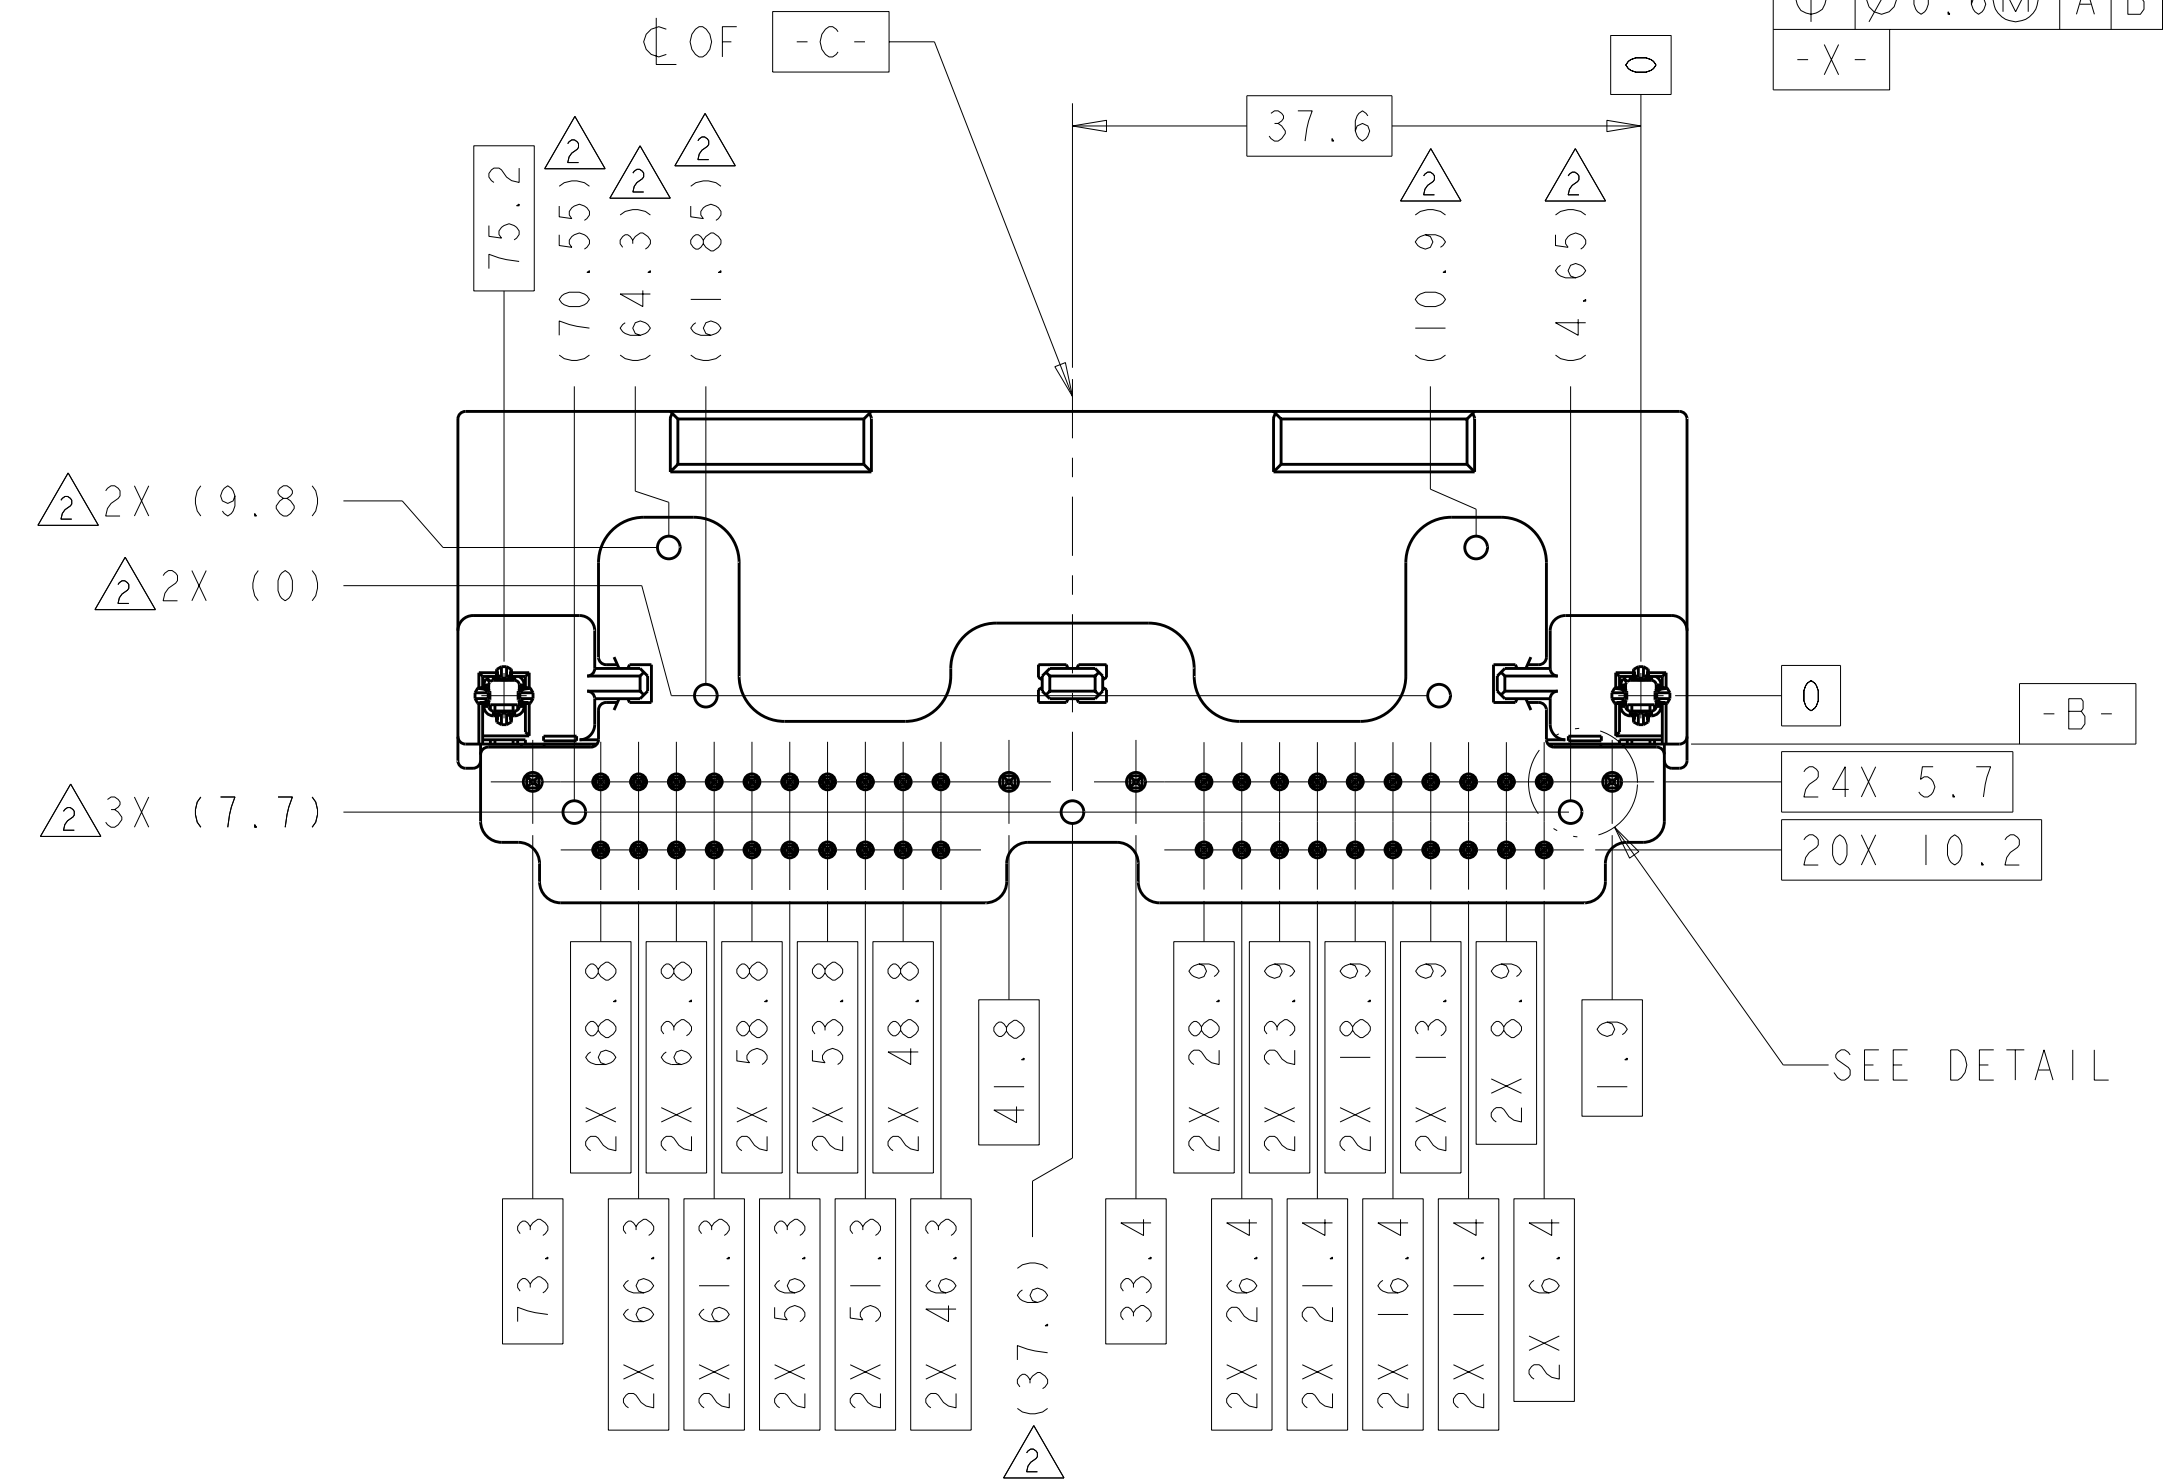 ⌖ ⌀0.6Ⓜ A B
-X-
℄ OF -C-
0
37.6
75.2
(70.55) 2
(64.3) 2
(61.85) 2
(10.9) 2
(4.65) 2
2 2X (9.8)
2 2X (0)
0
-B-
24X 5.7
2 3X (7.7)
20X 10.2
2X 68.8
2X 63.8
2X 58.8
2X 53.8
2X 48.8
41.8
2X 28.9
2X 23.9
2X 18.9
2X 13.9
2X 8.9
1.9
SEE DETAIL
73.3
2X 66.3
2X 61.3
2X 56.3
2X 51.3
2X 46.3
2 (37.6)
33.4
2X 26.4
2X 21.4
2X 16.4
2X 11.4
2X 6.4